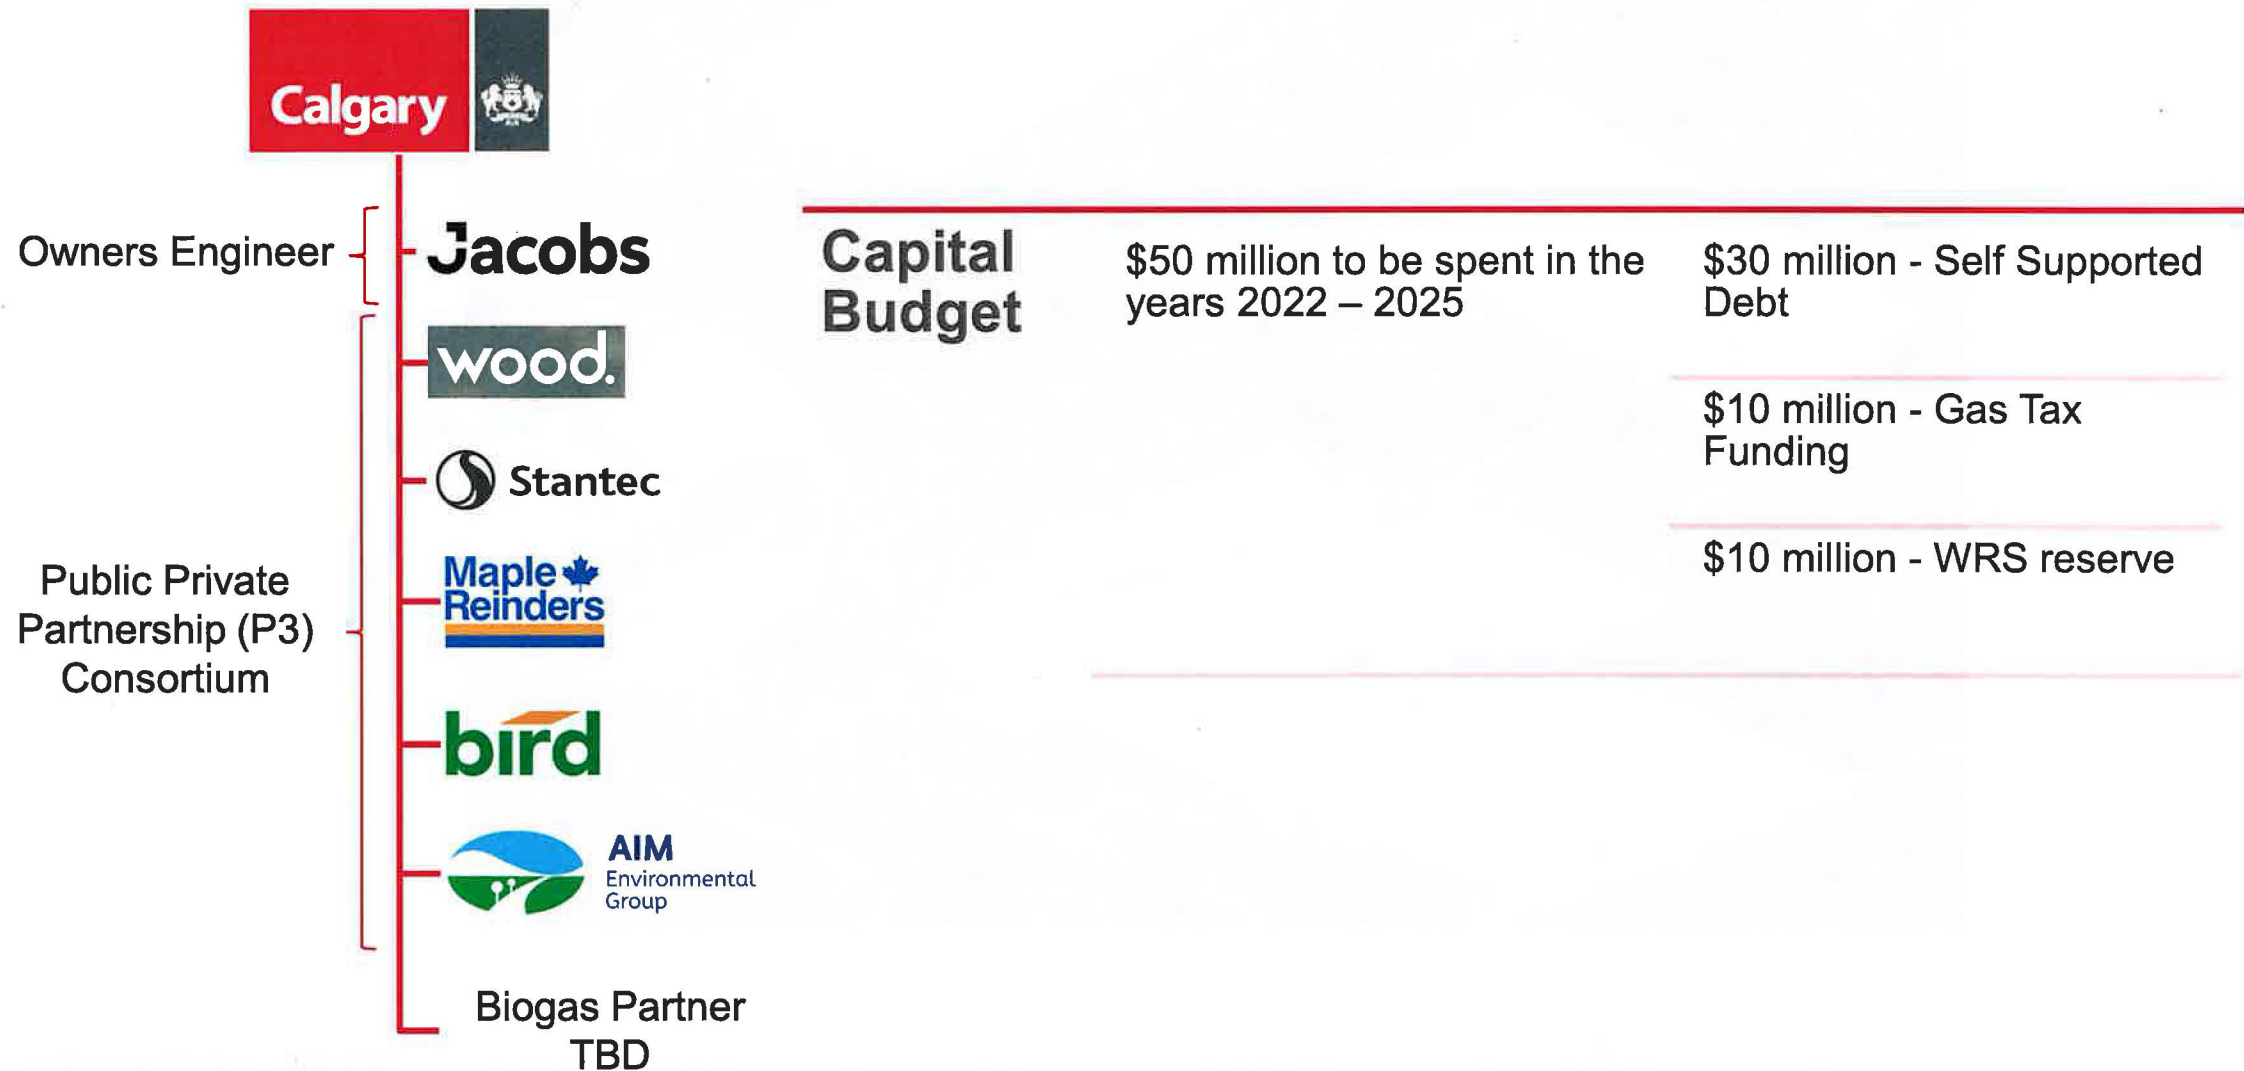 Calgary
Owners Engineer
Jacobs
wood.
Stantec
Public Private
Partnership (P3)
Consortium
Maple
Reinders
bird
AIM
Environmental
Group
Biogas Partner
TBD
Capital
Budget
$50 million to be spent in the
years 2022 – 2025
$30 million - Self Supported
Debt
$10 million - Gas Tax
Funding
$10 million - WRS reserve